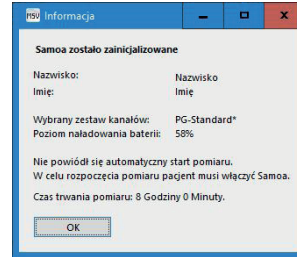 MSV Informacja
Samoa zostało zainicjalizowane
Nazwisko: Nazwisko
Imię: Imię
Wybrany zestaw kanałów: PG-Standard*
Poziom naładowania baterii: 58%
Nie powiódł się automatyczny start pomiaru.
W celu rozpoczęcia pomiaru pacjent musi włączyć Samoa.
Czas trwania pomiaru: 8 Godziny 0 Minuty.
OK